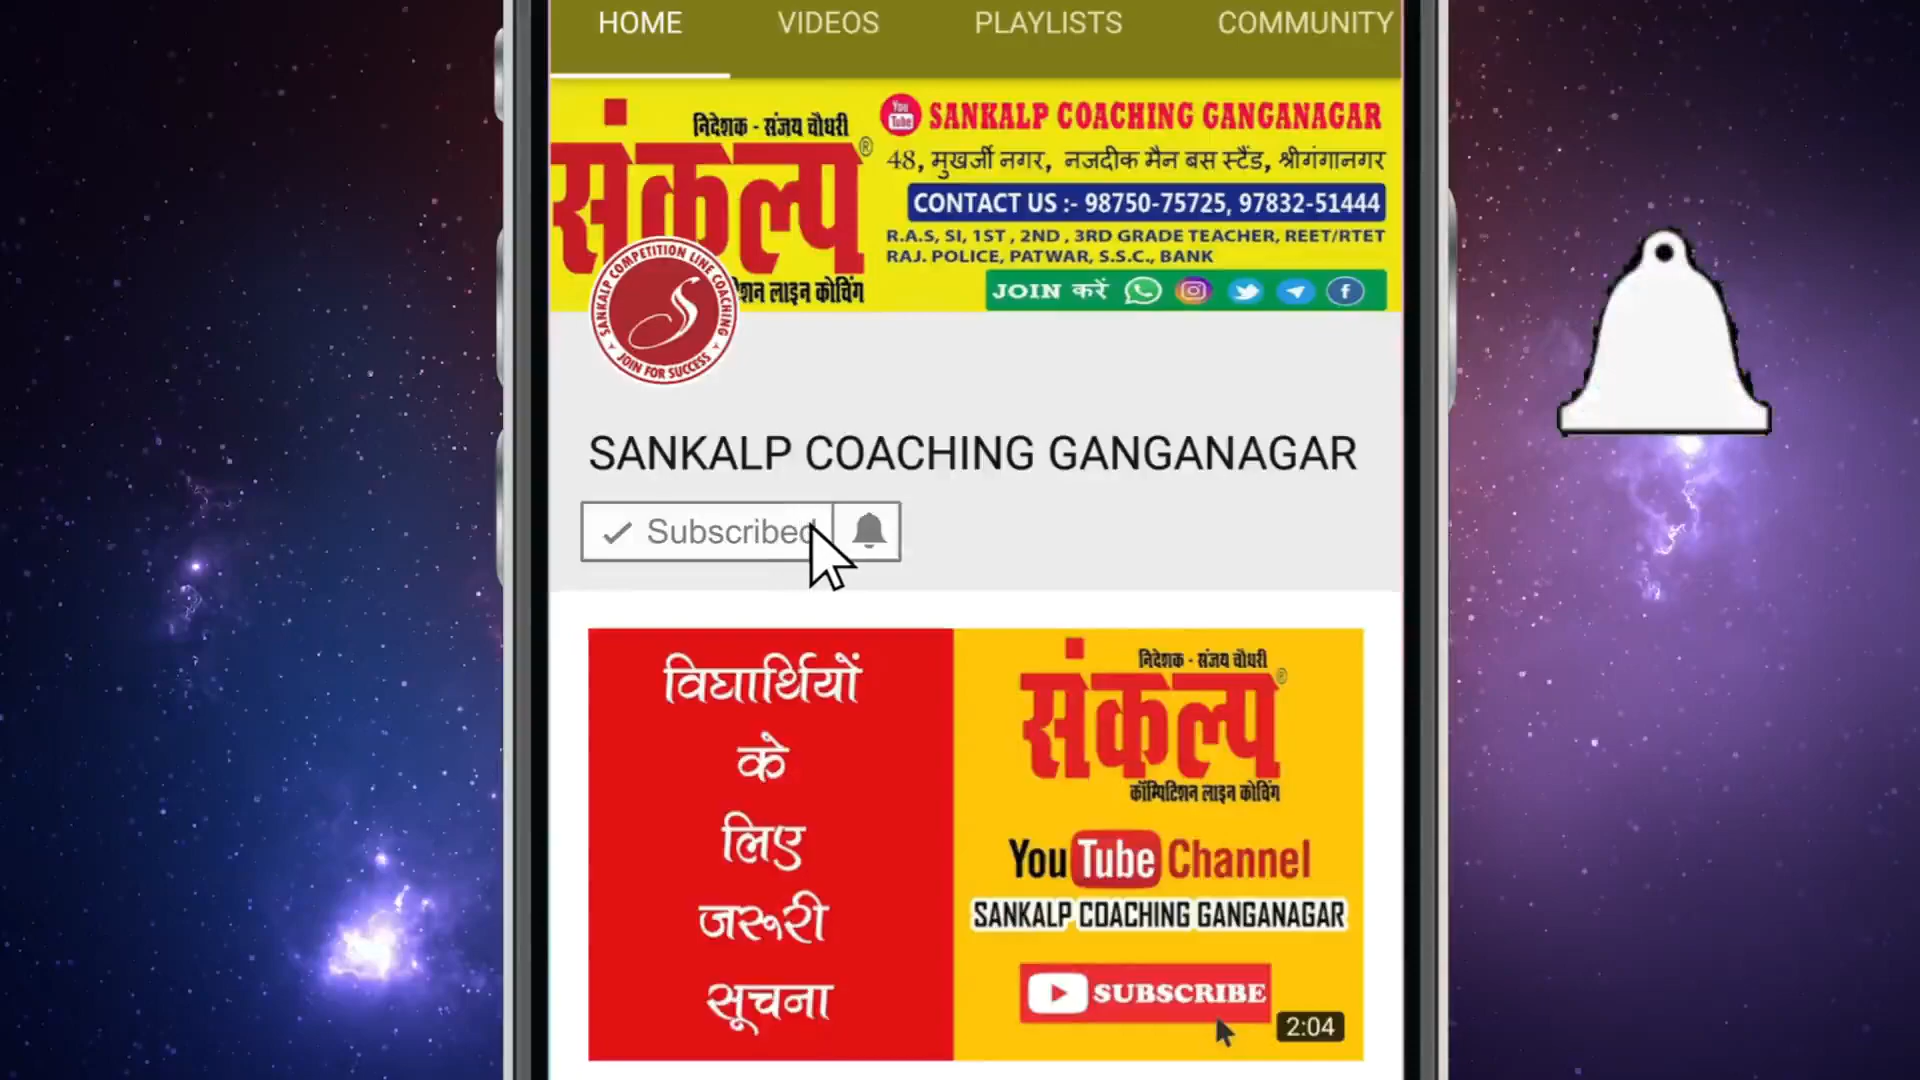 HOME VIDEOS PLAYLISTS COMMUNITY
निदेशक - संजय चौधरी
संकल्प®
लाइन कोचिंग
You Tube SANKALP COACHING GANGANAGAR
48, मुखर्जी नगर, नजदीक मैन बस स्टैंड, श्रीगंगानगर
CONTACT US :- 98750-75725, 97832-51444
R.A.S, SI, 1ST , 2ND , 3RD GRADE TEACHER, REET/RTET
RAJ. POLICE, PATWAR, S.S.C., BANK
JOIN करें
SANKALP COMPETITION LINE COACHING
JOIN FOR SUCCESS
SANKALP COACHING GANGANAGAR
Subscribed
विद्यार्थियों
के
लिए
जरूरी
सूचना
निदेशक - संजय चौधरी
संकल्प®
कॉम्पिटिशन लाइन कोचिंग
YouTube Channel
SANKALP COACHING GANGANAGAR
SUBSCRIBE
2:04